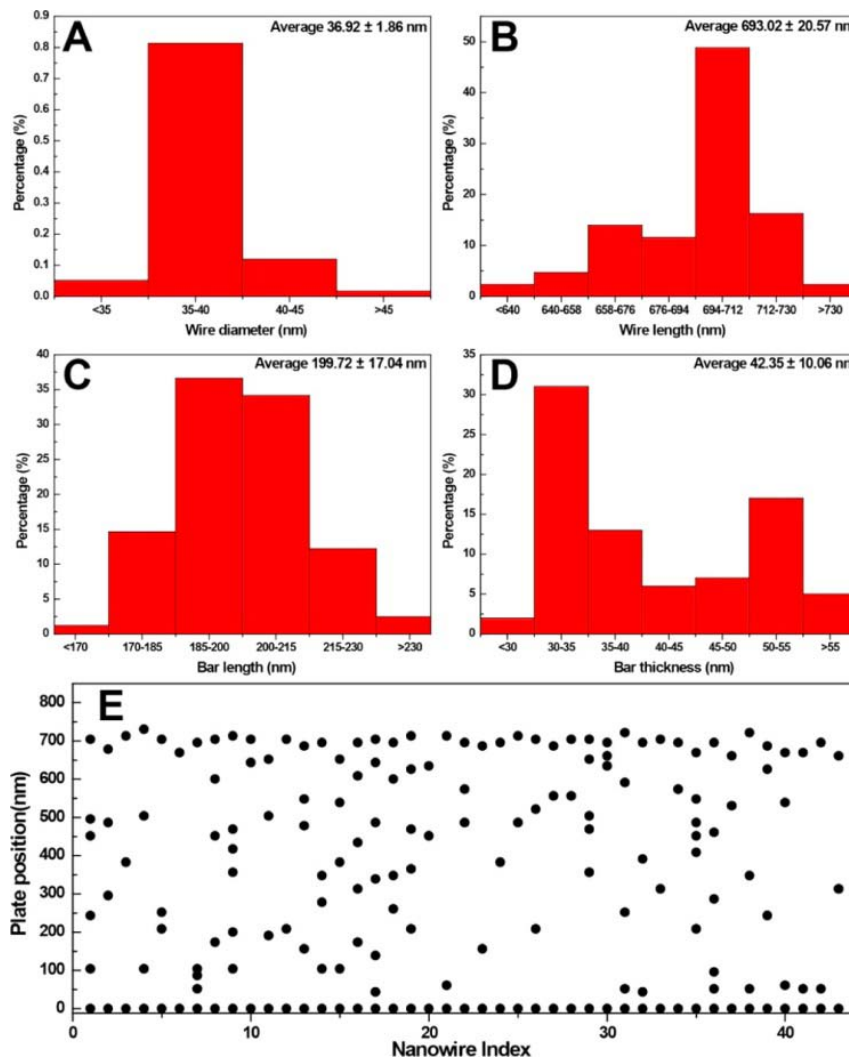 A
Average 36.92 ± 1.86 nm
0.9
0.8
0.7
0.6
0.5
0.4
0.3
0.2
0.1
0.0
Percentage (%)
<35 35-40 40-45 >45
Wire diameter (nm)
B
Average 693.02 ± 20.57 nm
50
40
30
20
10
0
Percentage (%)
<640 640-658 658-676 676-694 694-712 712-730 >730
Wire length (nm)
C
Average 199.72 ± 17.04 nm
40
35
30
25
20
15
10
5
0
Percentage (%)
<170 170-185 185-200 200-215 215-230 >230
Bar length (nm)
D
Average 42.35 ± 10.06 nm
35
30
25
20
15
10
5
0
Percentage (%)
<30 30-35 35-40 40-45 45-50 50-55 >55
Bar thickness (nm)
E
800
700
600
500
400
300
200
100
0
Plate position(nm)
0 10 20 30 40
Nanowire Index